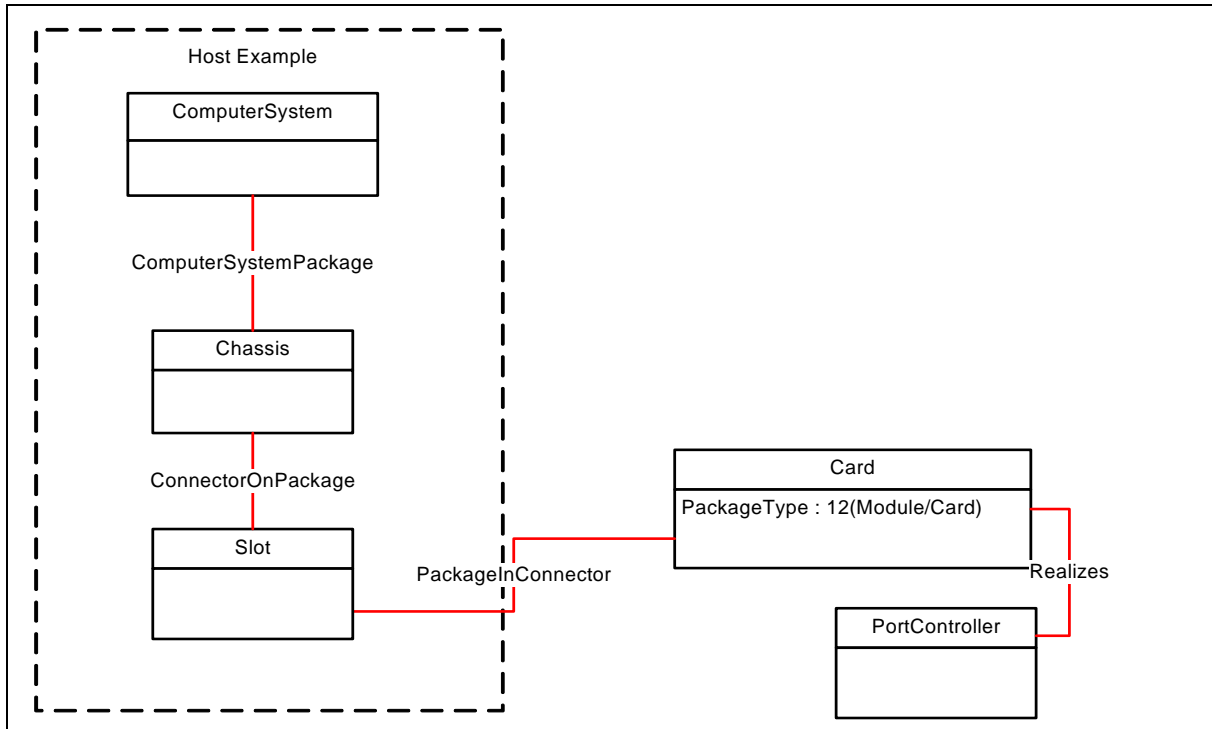 Host Example
ComputerSystem
ComputerSystemPackage
Chassis
ConnectorOnPackage
Slot
PackageInConnector
Card
PackageType : 12(Module/Card)
Realizes
PortController